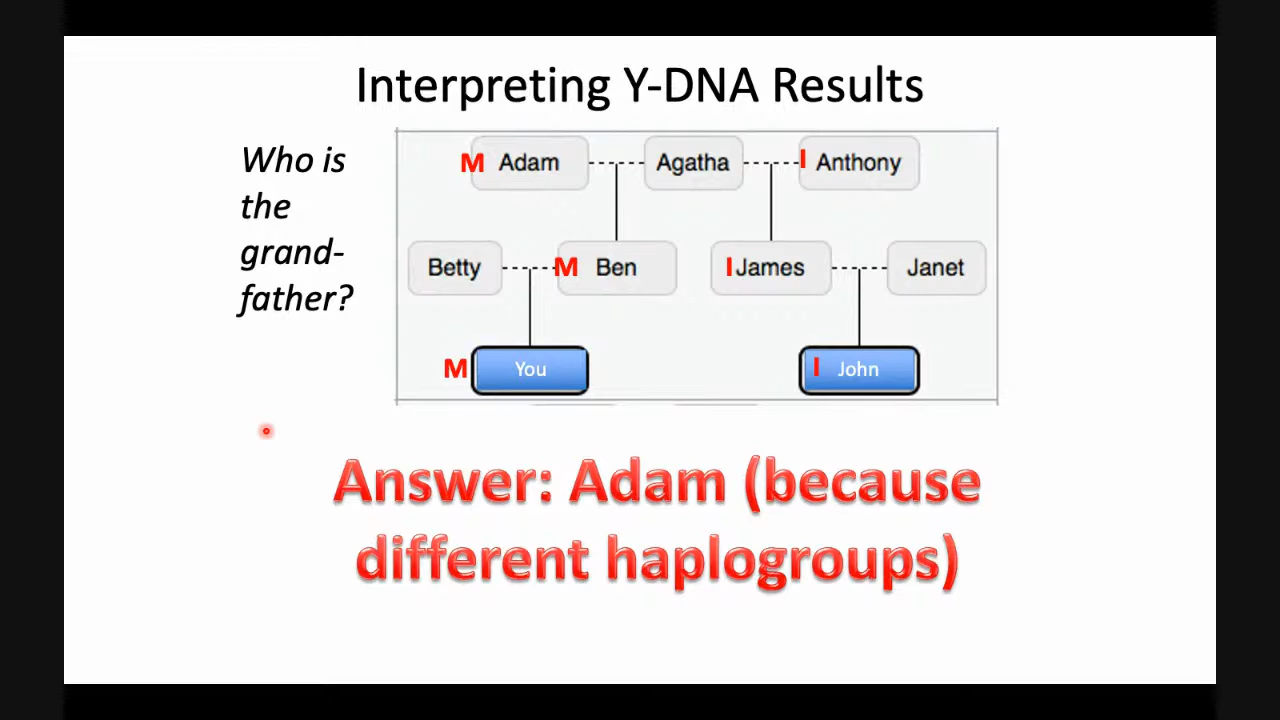 Interpreting Y-DNA Results
Who is
the
grand-
father?
M Adam Agatha I Anthony
Betty M Ben I James Janet
M You I John
Answer: Adam (because
different haplogroups)